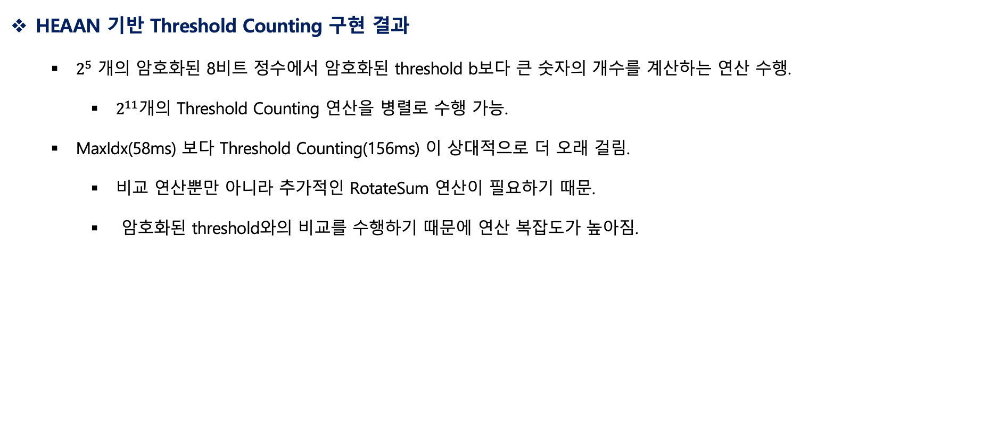 ❖ HEAAN 기반 Threshold Counting 구현 결과
▪ 2⁵ 개의 암호화된 8비트 정수에서 암호화된 threshold b보다 큰 숫자의 개수를 계산하는 연산 수행.
▪ 2¹¹개의 Threshold Counting 연산을 병렬로 수행 가능.
▪ MaxIdx(58ms) 보다 Threshold Counting(156ms) 이 상대적으로 더 오래 걸림.
▪ 비교 연산뿐만 아니라 추가적인 RotateSum 연산이 필요하기 때문.
▪ 암호화된 threshold와의 비교를 수행하기 때문에 연산 복잡도가 높아짐.